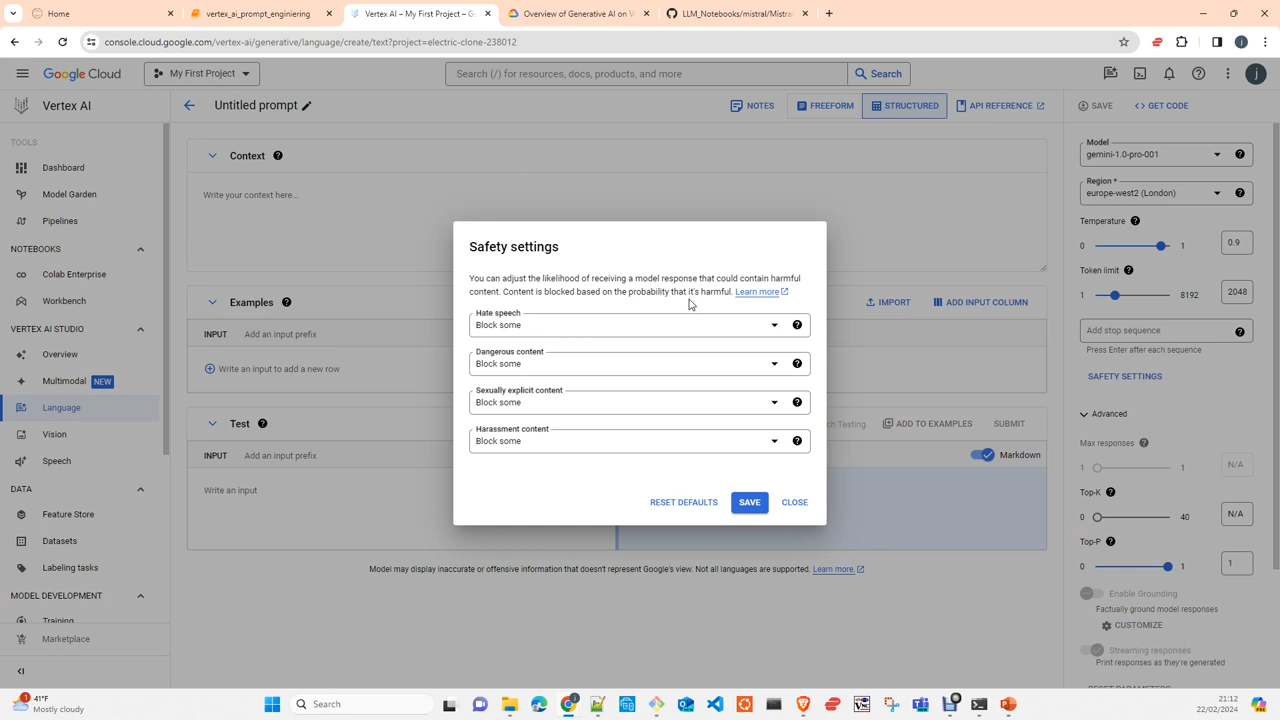 Home
vertex_ai_prompt_enginiering
Vertex AI – My First Project –
Overview of Generative AI on V
LLM_Notebooks/mistral/Mistral
console.cloud.google.com/vertex-ai/generative/language/create/text?project=electric-clone-238012
Google Cloud
My First Project
Search (/) for resources, docs, products, and more
Search
j
Vertex AI
Untitled prompt
NOTES
FREEFORM
STRUCTURED
API REFERENCE
SAVE
GET CODE
TOOLS
Dashboard
Model Garden
Pipelines
NOTEBOOKS
Colab Enterprise
Workbench
VERTEX AI STUDIO
Overview
Multimodal NEW
Language
Vision
Speech
DATA
Feature Store
Datasets
Labeling tasks
MODEL DEVELOPMENT
Training
Marketplace
Context
Write your context here...
Examples
IMPORT
ADD INPUT COLUMN
INPUT Add an input prefix
Write an input to add a new row
Test
ch Testing
ADD TO EXAMPLES
SUBMIT
INPUT Add an input prefix
Markdown
Write an input
Model may display inaccurate or offensive information that doesn't represent Google's view. Not all languages are supported. Learn more.
Safety settings
You can adjust the likelihood of receiving a model response that could contain harmful
content. Content is blocked based on the probability that it's harmful. Learn more
Hate speech
Block some
Dangerous content
Block some
Sexually explicit content
Block some
Harassment content
Block some
RESET DEFAULTS
SAVE
CLOSE
Model
gemini-1.0-pro-001
Region *
europe-west2 (London)
Temperature
0 1 0.9
Token limit
1 8192 2048
Add stop sequence
Press Enter after each sequence
SAFETY SETTINGS
Advanced
Max responses
1 1 N/A
Top-K
0 40 N/A
Top-P
0 1 1
Enable Grounding
Factually ground model responses
CUSTOMIZE
Streaming responses
Print responses as they're generated
RESET PARAMETERS
41°F
Mostly cloudy
Search
21:12
22/02/2024